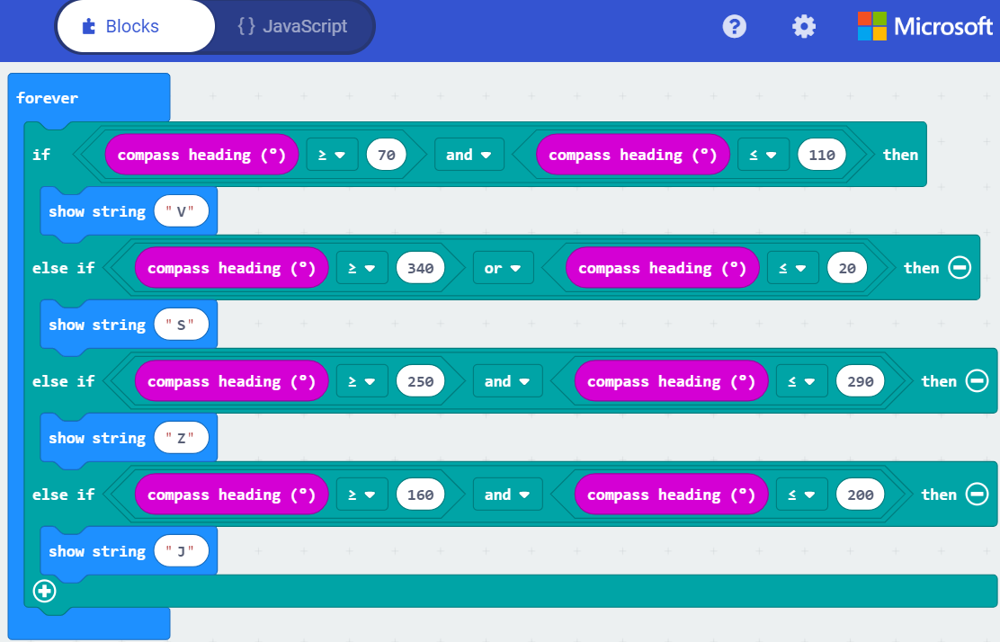 Blocks { } JavaScript ? Microsoft
forever
if compass heading (°) ≥ 70 and compass heading (°) ≤ 110 then
show string "V"
else if compass heading (°) ≥ 340 or compass heading (°) ≤ 20 then
show string "S"
else if compass heading (°) ≥ 250 and compass heading (°) ≤ 290 then
show string "Z"
else if compass heading (°) ≥ 160 and compass heading (°) ≤ 200 then
show string "J"